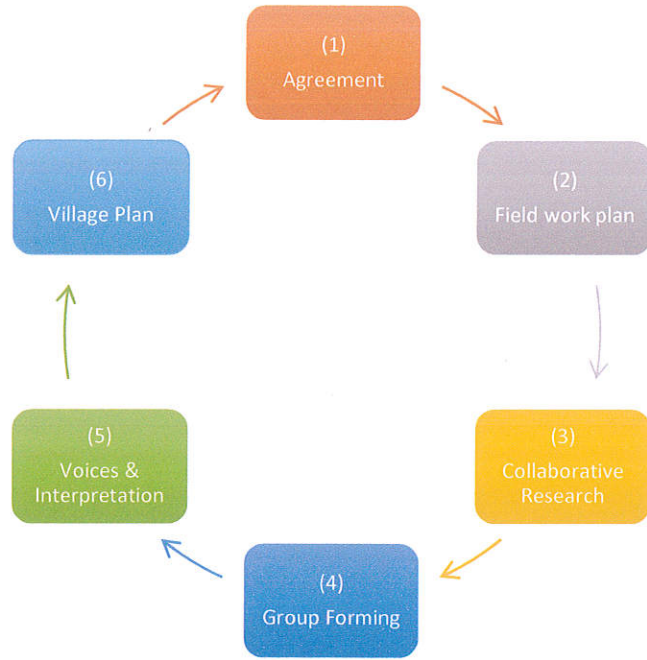 (1)
Agreement
(2)
Field work plan
(3)
Collaborative
Research
(4)
Group Forming
(5)
Voices &
Interpretation
(6)
Village Plan